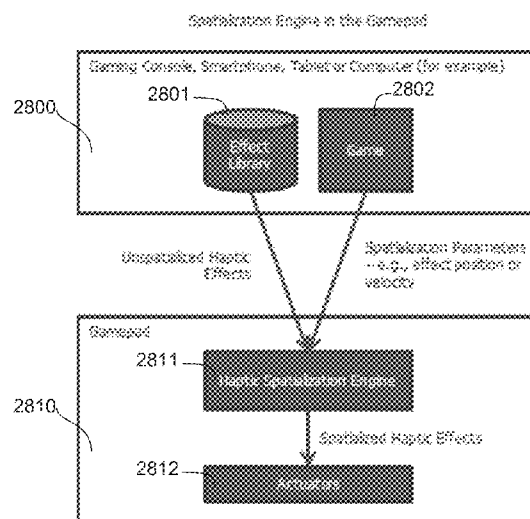 Spatialization Engine in the Gamepad
Gaming Console, Smartphone, Tablet or Computer (for example)
2800
2801
2802
Effect
Library
Game
Unspatialized Haptic
Effects
Spatialization Parameters
– e.g., effect position or
velocity
Gamepad
2810
2811
Haptic Spatialization Engine
Spatialized Haptic Effects
2812
Actuators